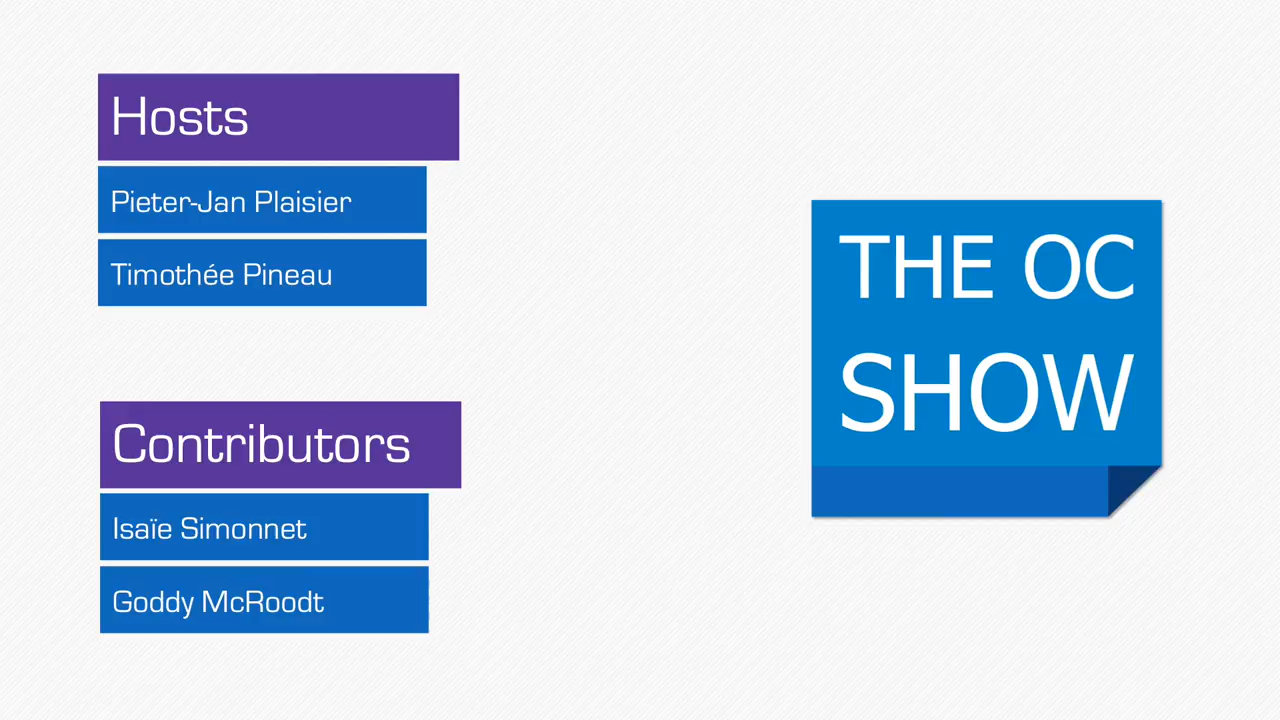 Hosts
Pieter-Jan Plaisier
Timothée Pineau
Contributors
Isaïe Simonnet
Goddy McRoodt
THE OC
SHOW